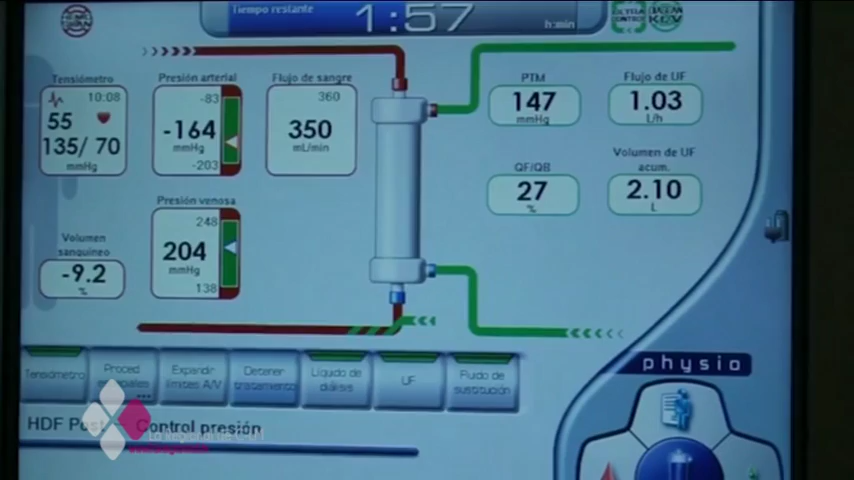 Tiempo restante
1:57
h:min
Tensiómetro
10:08
55
135/ 70
mmHg
Presión arterial
-83
-164
mmHg
-203
Flujo de sangre
360
350
mL/min
PTM
147
mmHg
Flujo de UF
1.03
L/h
QF/QB
27
%
Volumen de UF
acum.
2.10
L
Presión venosa
248
204
mmHg
138
Volumen
sanguíneo
-9.2
%
Tensiómetro
Proced
Expandir
límites A/V
Detener
tratamiento
Líquido de
diálisis
UF
Fluido de
sustitución
physio
HDF Post
Control presión